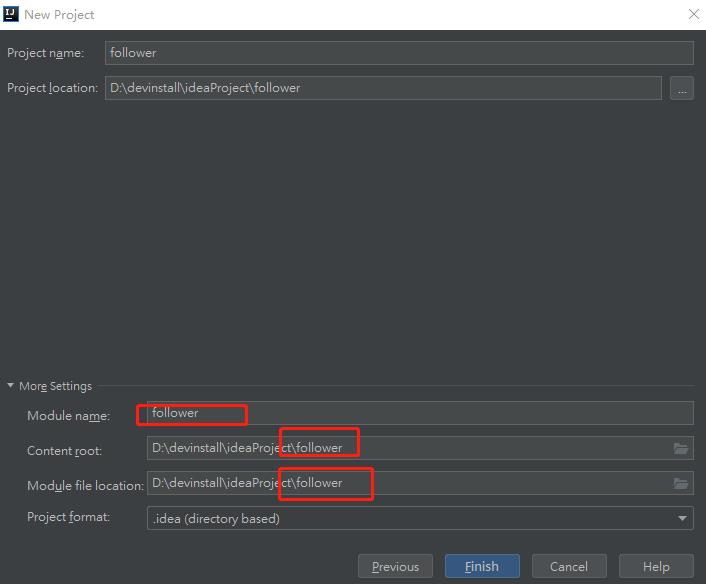 New Project
Project name: follower
Project location: D:\devinstall\ideaProject\follower ...
More Settings
Module name: follower
Content root: D:\devinstall\ideaProject\follower
Module file location: D:\devinstall\ideaProject\follower
Project format: .idea (directory based)
Previous Finish Cancel Help